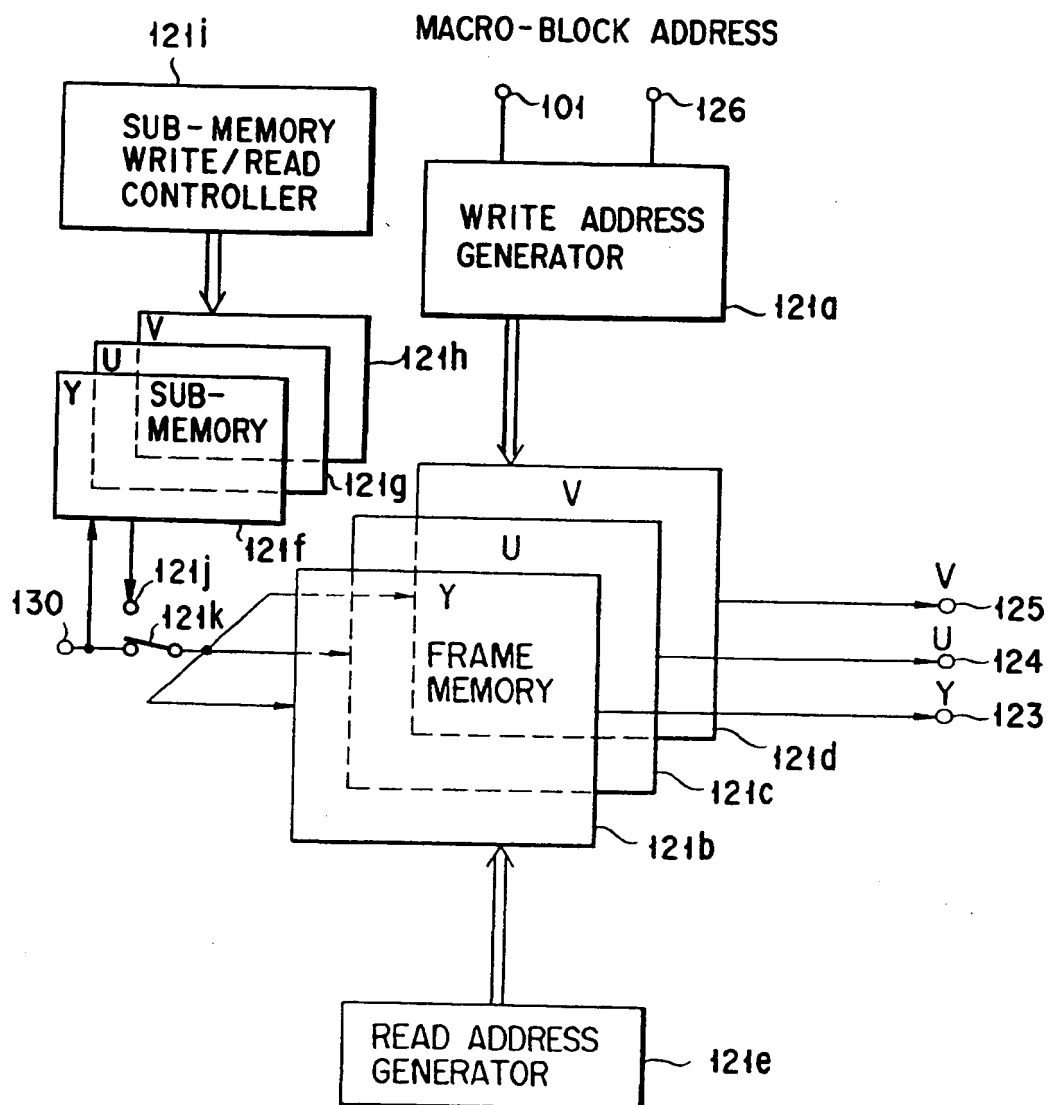 121i
MACRO-BLOCK ADDRESS
101
126
SUB-MEMORY
WRITE/READ
CONTROLLER
WRITE ADDRESS
GENERATOR
121a
V
U
Y
SUB-
MEMORY
121h
121g
121f
V
U
Y
FRAME
MEMORY
121j
121k
130
V
125
U
124
Y
123
121d
121c
121b
READ ADDRESS
GENERATOR
121e